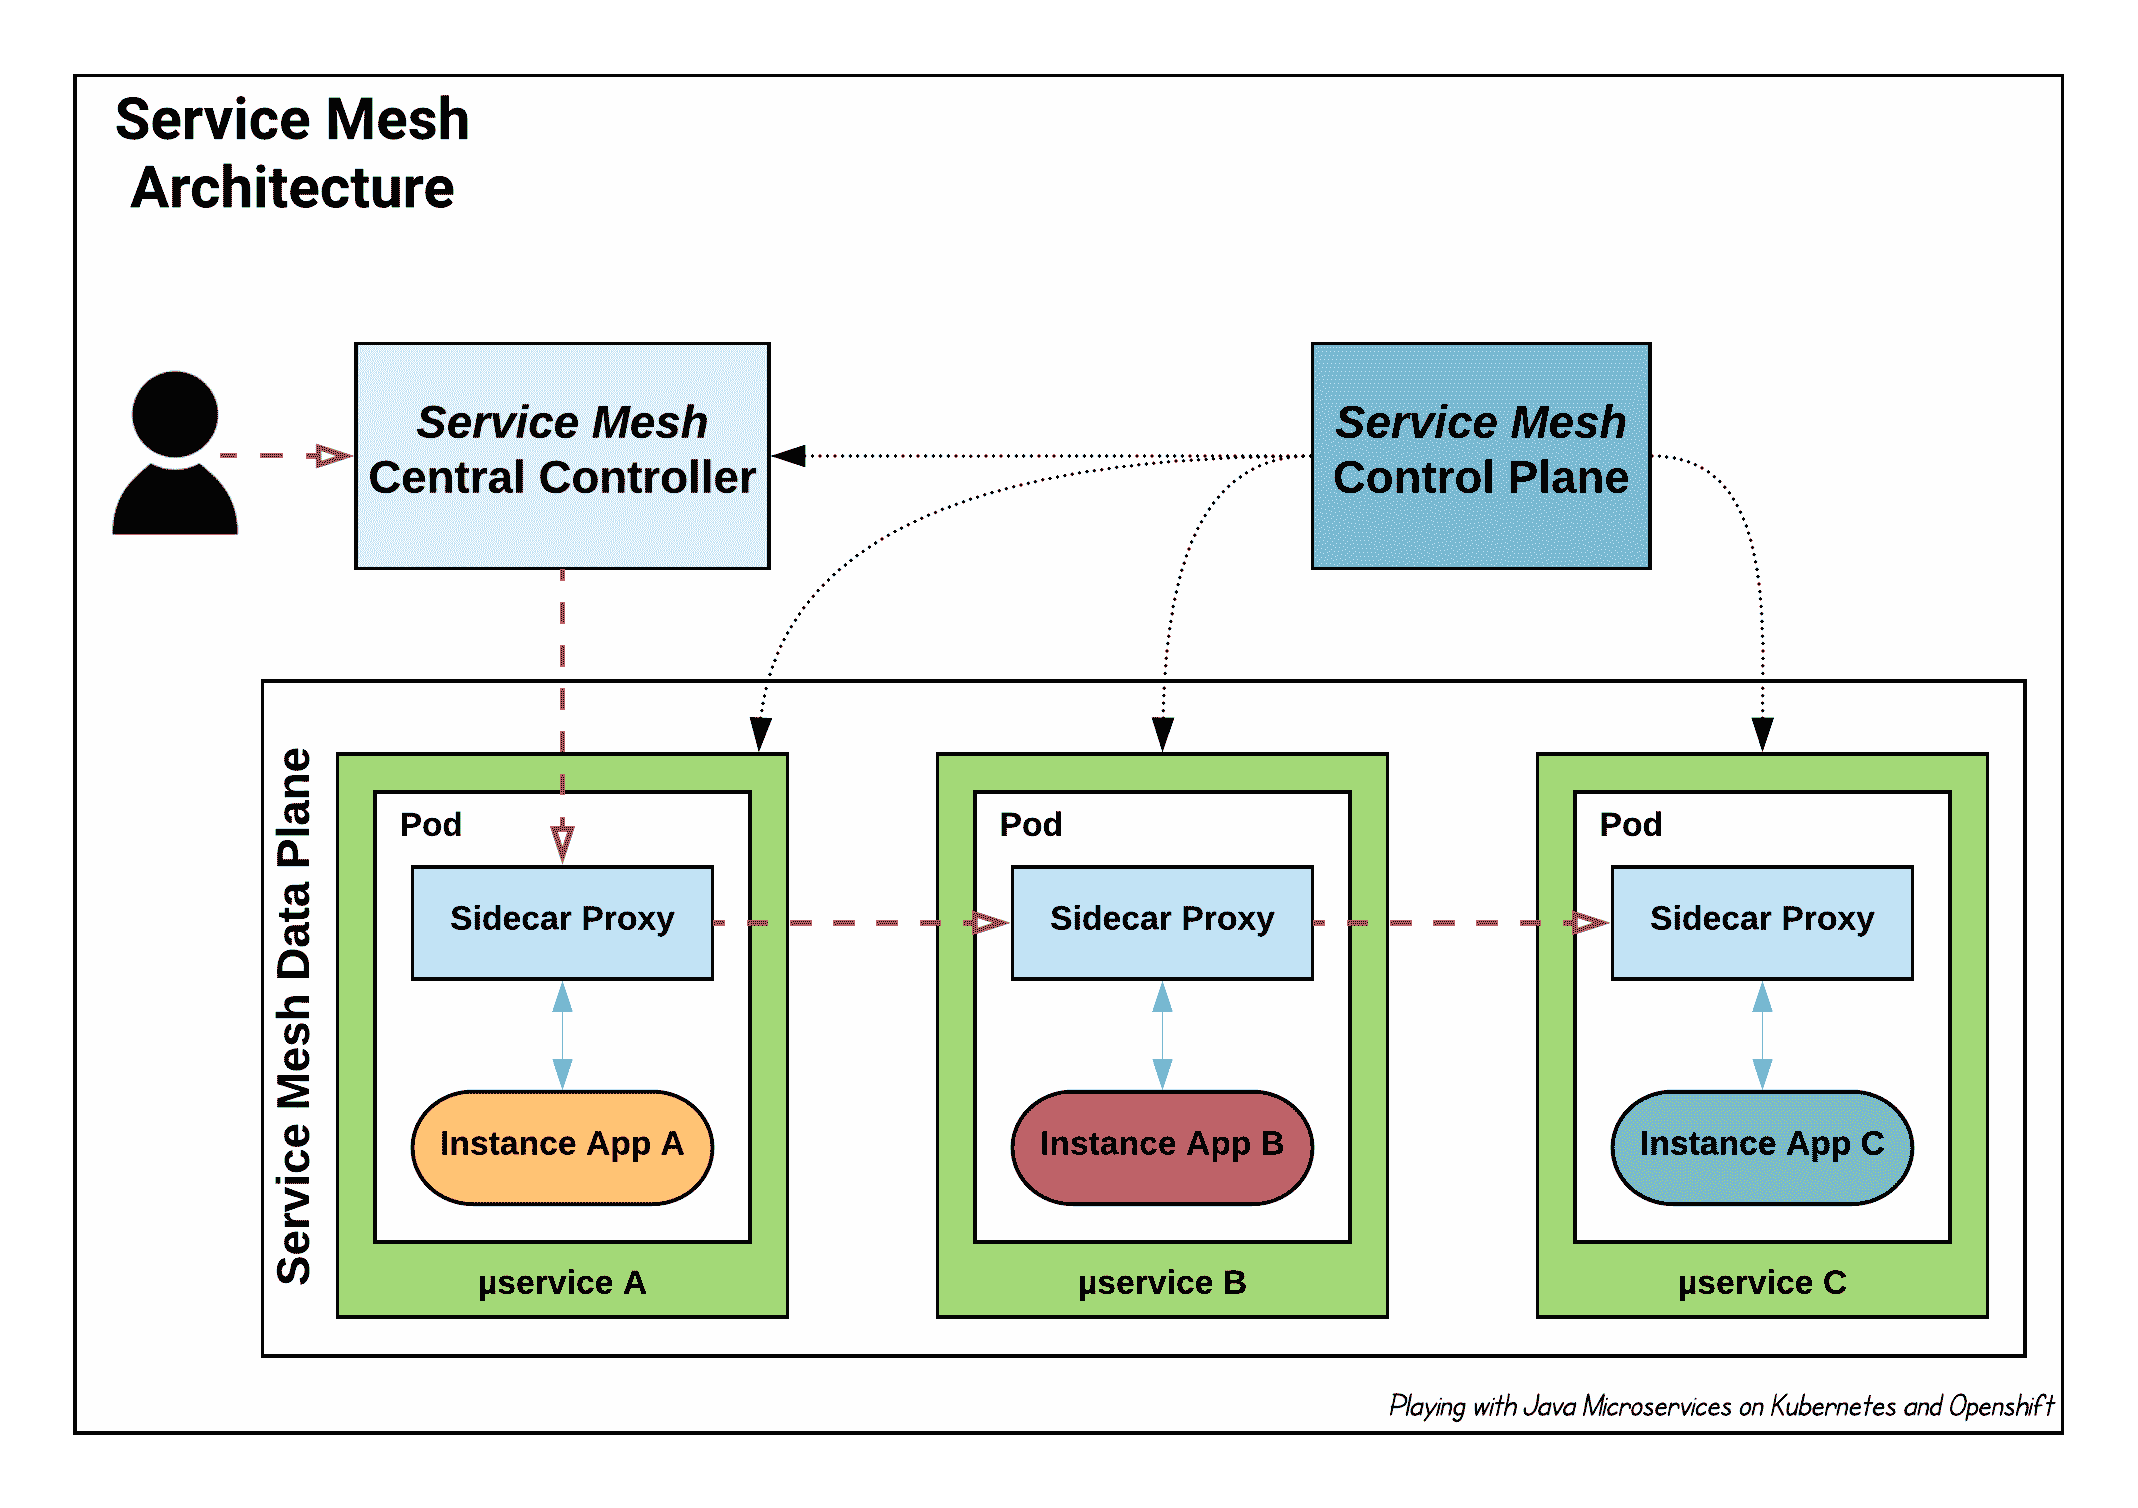 Service Mesh
Architecture
Service Mesh
Central Controller
Service Mesh
Control Plane
Service Mesh Data Plane
Pod
Sidecar Proxy
Instance App A
µservice A
Pod
Sidecar Proxy
Instance App B
µservice B
Pod
Sidecar Proxy
Instance App C
µservice C
Playing with Java Microservices on Kubernetes and Openshift